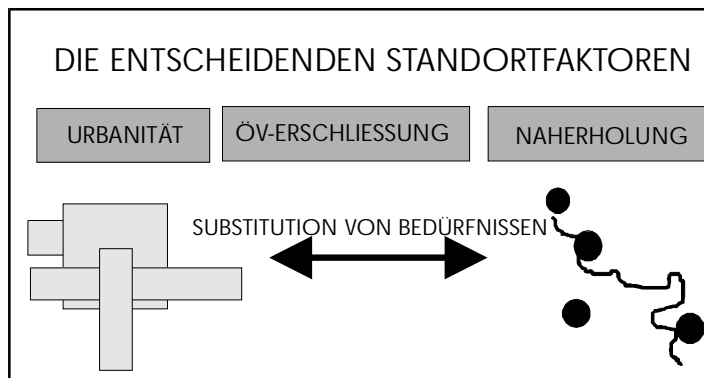 DIE ENTSCHEIDENDEN STANDORTFAKTOREN
URBANITÄT
ÖV-ERSCHLIESSUNG
NAHERHOLUNG
SUBSTITUTION VON BEDÜRFNISSEN